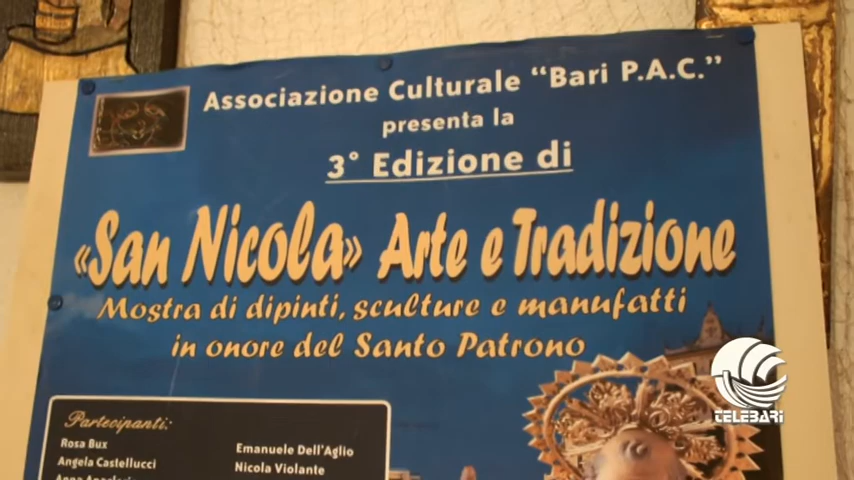 Associazione Culturale “Bari P.A.C.”
presenta la
3° Edizione di
«San Nicola» Arte e Tradizione
Mostra di dipinti, sculture e manufatti
in onore del Santo Patrono
Partecipanti:
Rosa Bux
Angela Castellucci
Emanuele Dell'Aglio
Nicola Violante
TELEBARI